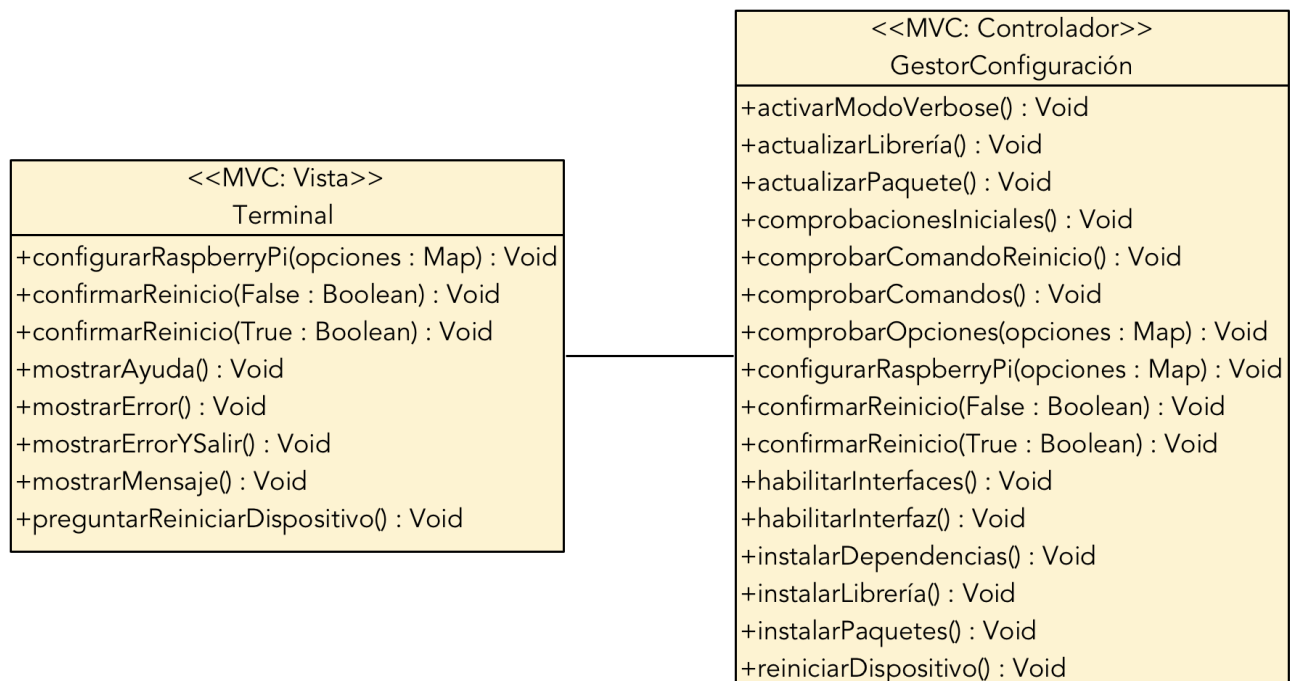 <<MVC: Vista>>
Terminal
+configurarRaspberryPi(opciones : Map) : Void
+confirmarReinicio(False : Boolean) : Void
+confirmarReinicio(True : Boolean) : Void
+mostrarAyuda() : Void
+mostrarError() : Void
+mostrarErrorYSalir() : Void
+mostrarMensaje() : Void
+preguntarReiniciarDispositivo() : Void
<<MVC: Controlador>>
GestorConfiguración
+activarModoVerbose() : Void
+actualizarLibrería() : Void
+actualizarPaquete() : Void
+comprobacionesIniciales() : Void
+comprobarComandoReinicio() : Void
+comprobarComandos() : Void
+comprobarOpciones(opciones : Map) : Void
+configurarRaspberryPi(opciones : Map) : Void
+confirmarReinicio(False : Boolean) : Void
+confirmarReinicio(True : Boolean) : Void
+habilitarInterfaces() : Void
+habilitarInterfaz() : Void
+instalarDependencias() : Void
+instalarLibrería() : Void
+instalarPaquetes() : Void
+reiniciarDispositivo() : Void